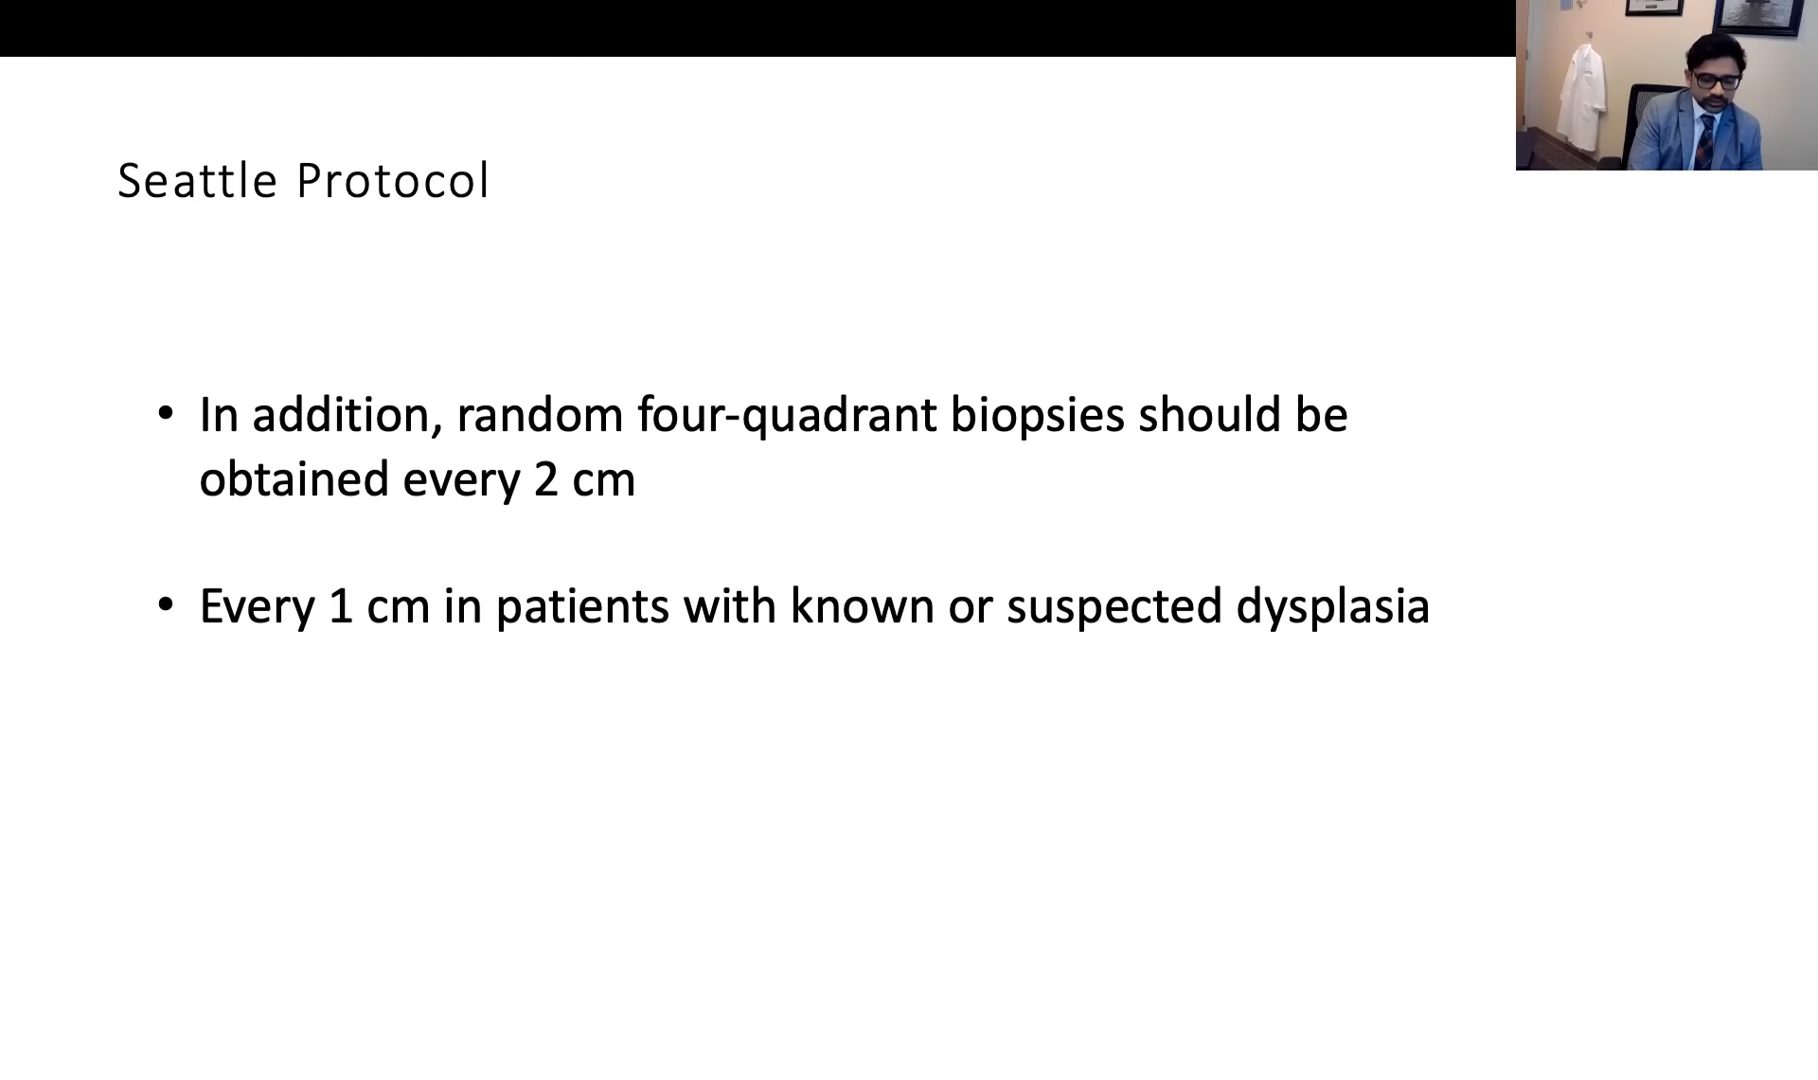 Seattle Protocol
• In addition, random four-quadrant biopsies should be
obtained every 2 cm
• Every 1 cm in patients with known or suspected dysplasia